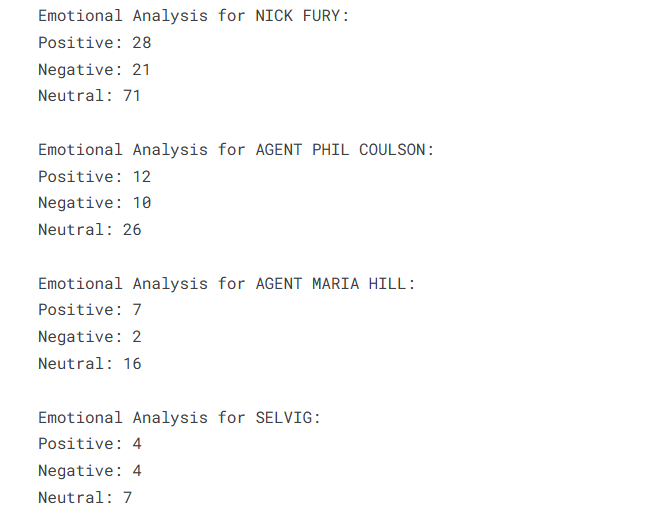 Emotional Analysis for NICK FURY:
Positive: 28
Negative: 21
Neutral: 71
Emotional Analysis for AGENT PHIL COULSON:
Positive: 12
Negative: 10
Neutral: 26
Emotional Analysis for AGENT MARIA HILL:
Positive: 7
Negative: 2
Neutral: 16
Emotional Analysis for SELVIG:
Positive: 4
Negative: 4
Neutral: 7